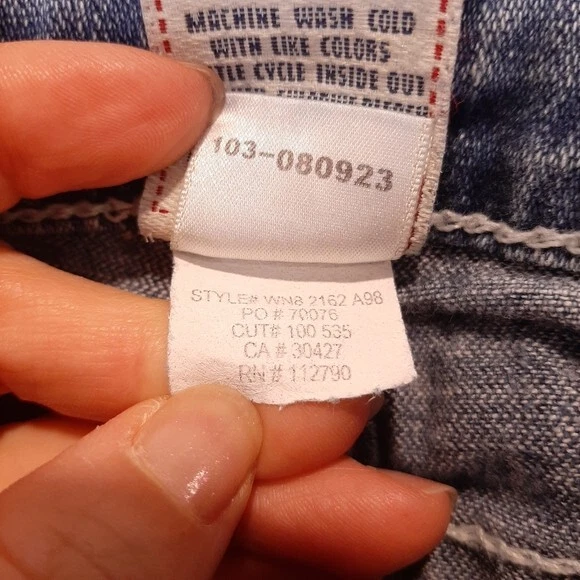 MACHINE WASH COLD
WITH LIKE COLORS
CYCLE INSIDE OUT
103-080923
STYLE# WN8 2162 A98
PO # 70076
CUT# 100 535
CA # 30427
RN # 112790